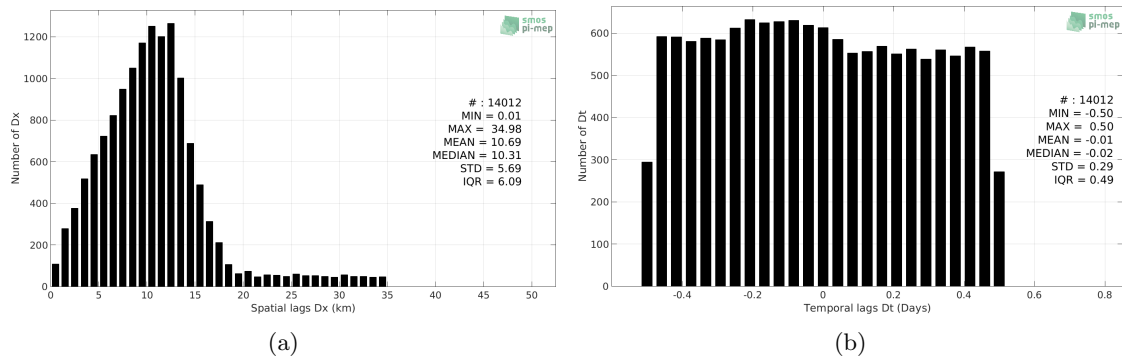 smos
pi-mep
1200
1000
800
600
400
200
0
Number of Dx
# : 14012
MIN = 0.01
MAX = 34.98
MEAN = 10.69
MEDIAN = 10.31
STD = 5.69
IQR = 6.09
0 5 10 15 20 25 30 35 40 45 50
Spatial lags Dx (km)
(a)
smos
pi-mep
600
500
400
300
200
100
0
Number of Dt
# : 14012
MIN = -0.50
MAX = 0.50
MEAN = -0.01
MEDIAN = -0.02
STD = 0.29
IQR = 0.49
-0.4 -0.2 0 0.2 0.4 0.6 0.8
Temporal lags Dt (Days)
(b)